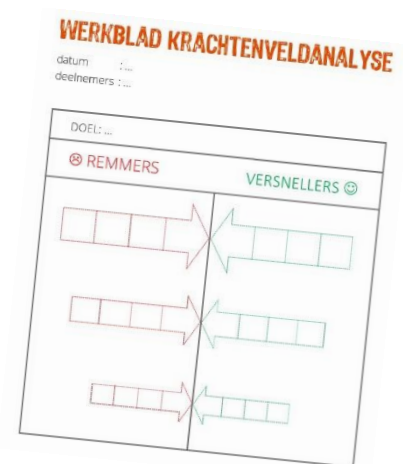 WERKBLAD KRACHTENVELDANALYSE
datum : ...
deelnemers : ...
DOEL: ...
☹ REMMERS
VERSNELLERS ☺